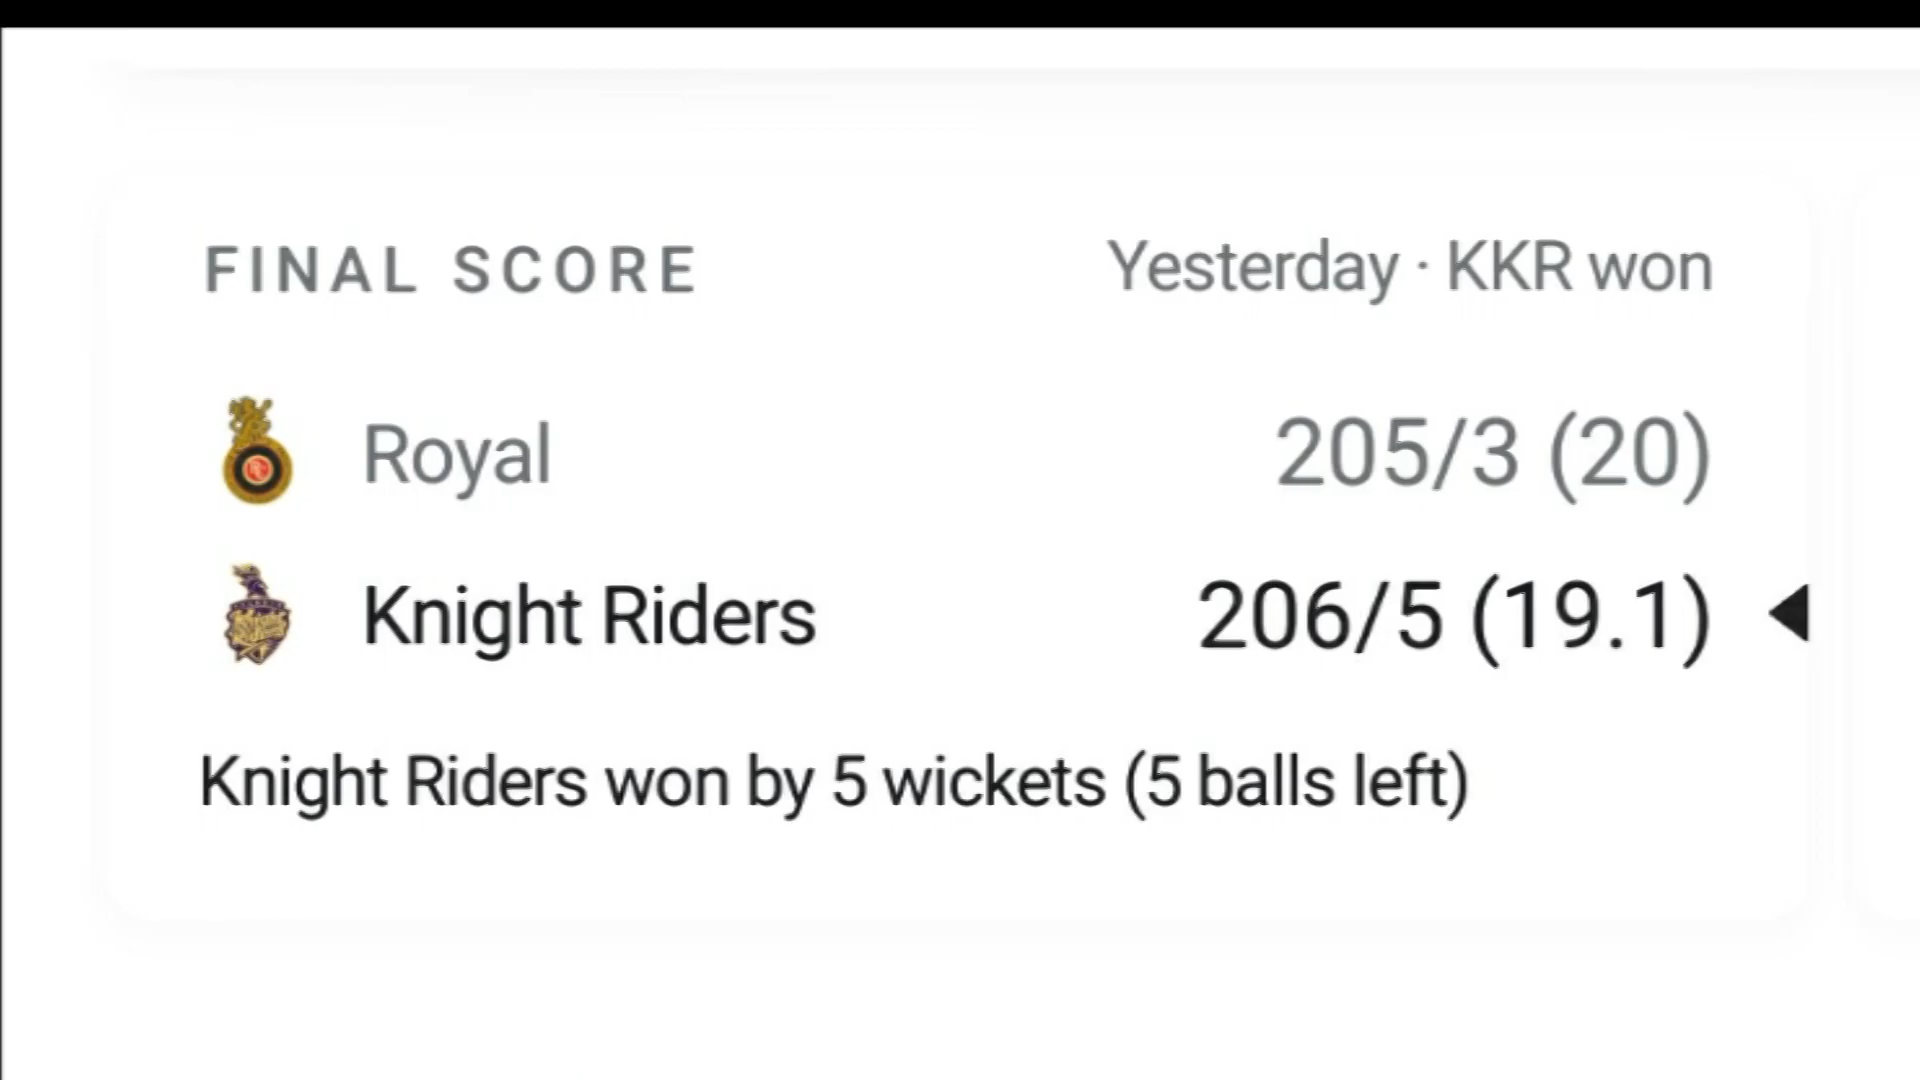 FINAL SCORE Yesterday · KKR won
Royal 205/3 (20)
Knight Riders 206/5 (19.1)
Knight Riders won by 5 wickets (5 balls left)